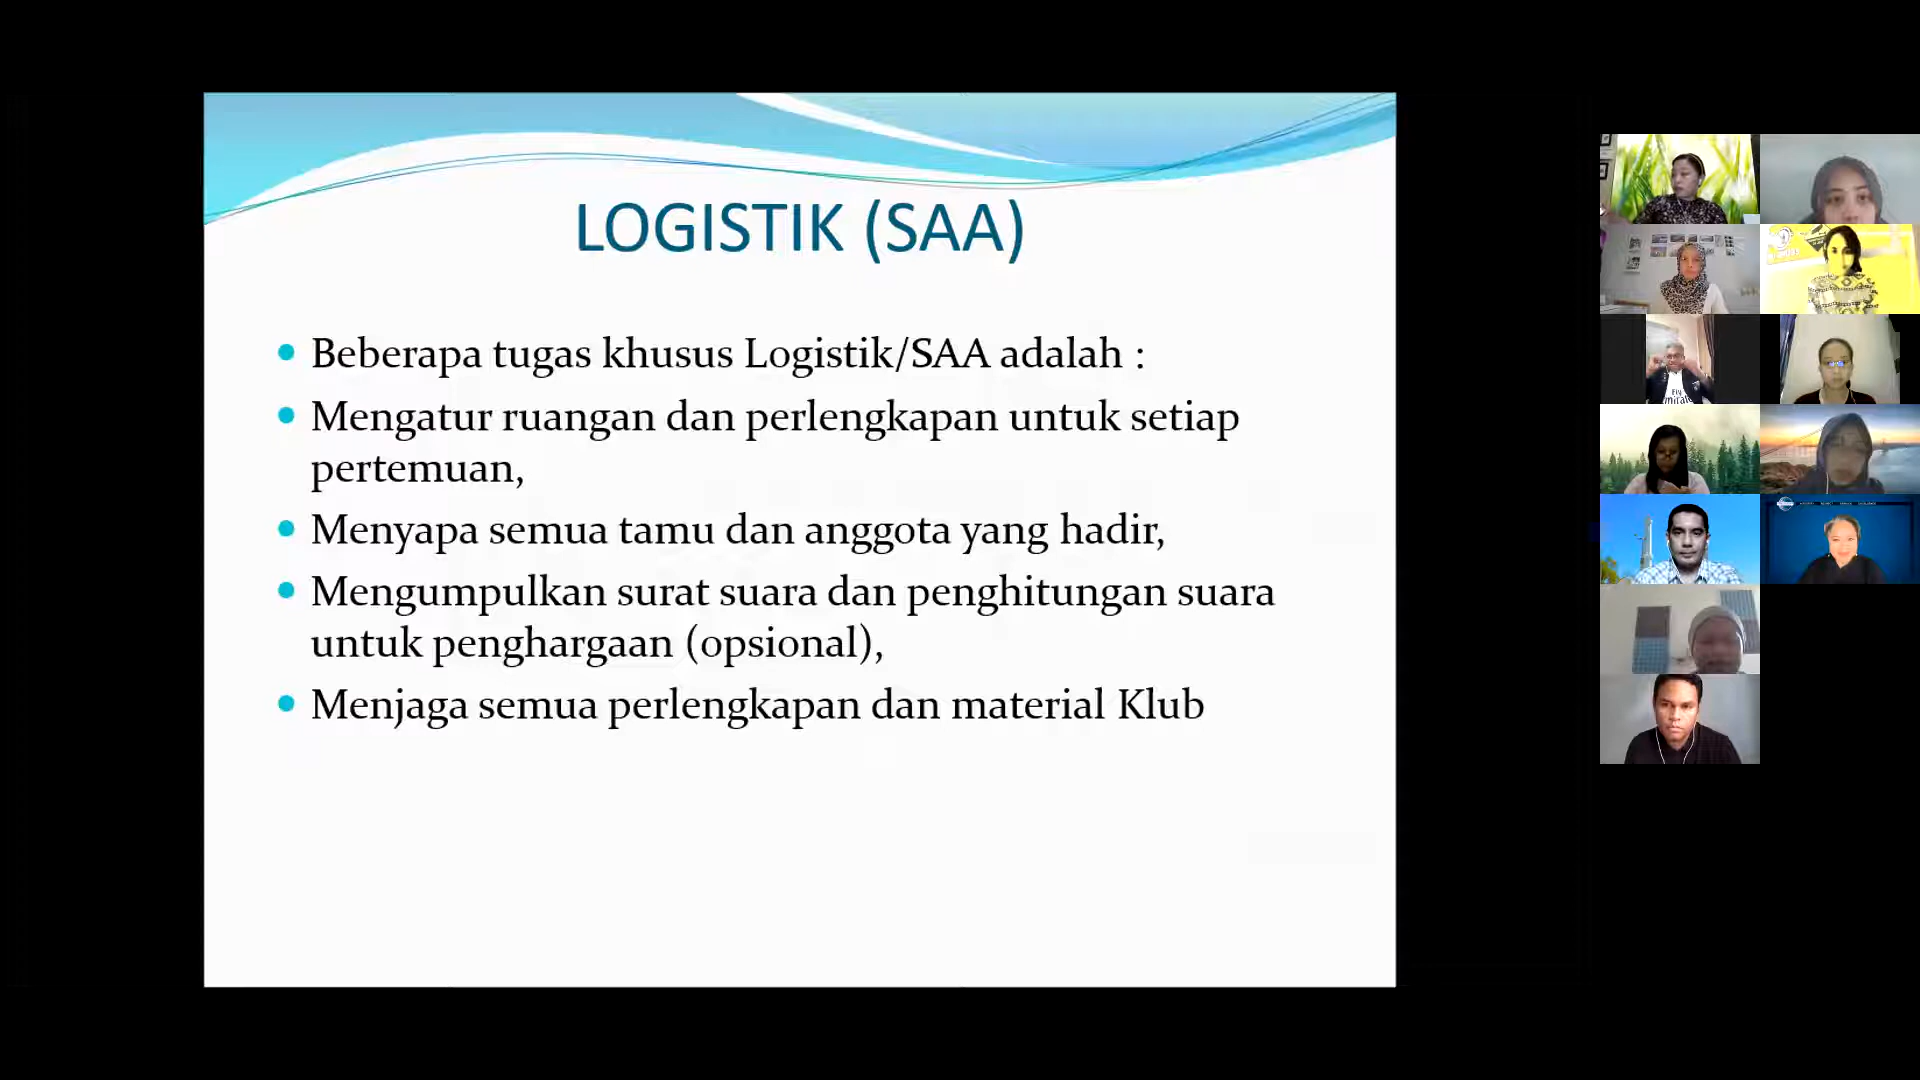 LOGISTIK (SAA)
• Beberapa tugas khusus Logistik/SAA adalah :
• Mengatur ruangan dan perlengkapan untuk setiap
pertemuan,
• Menyapa semua tamu dan anggota yang hadir,
• Mengumpulkan surat suara dan penghitungan suara
untuk penghargaan (opsional),
• Menjaga semua perlengkapan dan material Klub